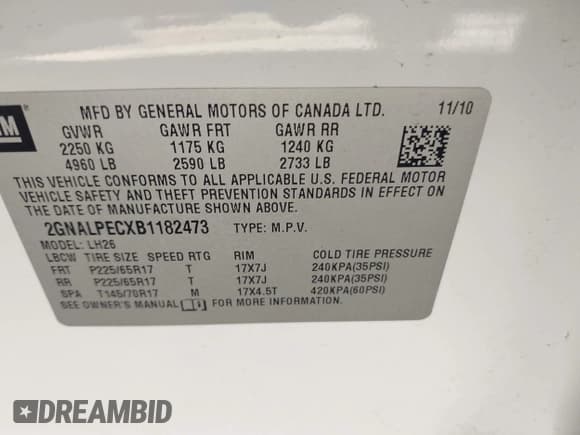 MFD BY GENERAL MOTORS OF CANADA LTD. 11/10
GVWR GAWR FRT GAWR RR
2250 KG 1175 KG 1240 KG
4960 LB 2590 LB 2733 LB
THIS VEHICLE CONFORMS TO ALL APPLICABLE U.S. FEDERAL MOTOR
VEHICLE SAFETY AND THEFT PREVENTION STANDARDS IN EFFECT ON
THE DATE OF MANUFACTURE SHOWN ABOVE.
2GNALPECXB1182473 TYPE: M.P.V.
MODEL: LH26
LBCW TIRE SIZE SPEED RTG RIM COLD TIRE PRESSURE
FRT P225/65R17 T 17X7J 240KPA(35PSI)
RR P225/65R17 T 17X7J 240KPA(35PSI)
SPA T145/70R17 M 17X4.5T 420KPA(60PSI)
SEE OWNER'S MANUAL FOR MORE INFORMATION.
DREAMBID